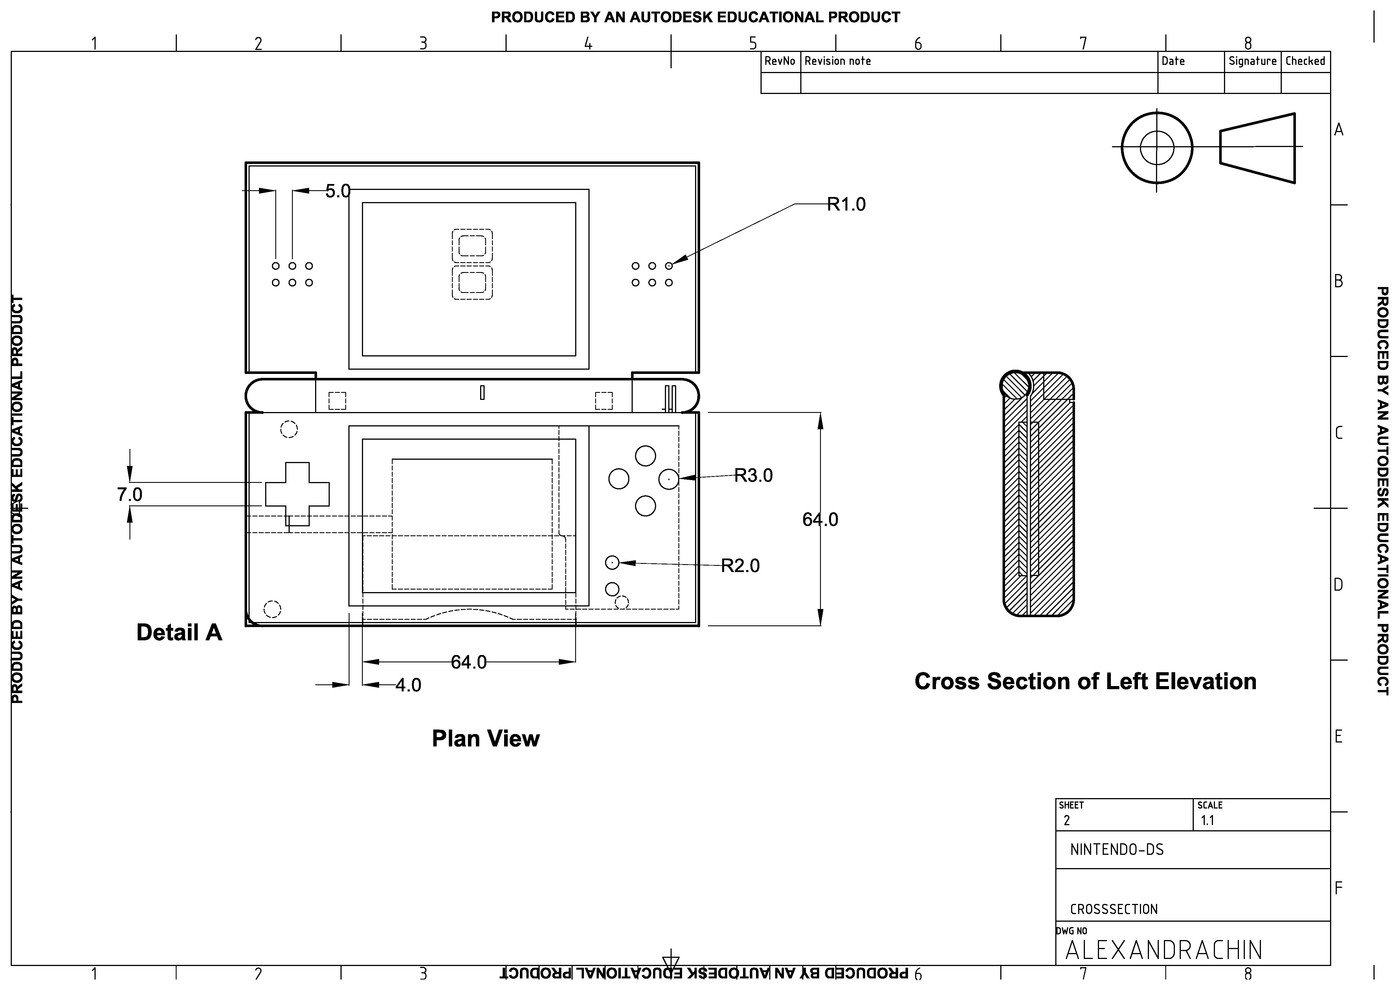 PRODUCED BY AN AUTODESK EDUCATIONAL PRODUCT
1 2 3 4 5 6 7 8
RevNo Revision note Date Signature Checked
A
5.0
R1.0
B
PRODUCED BY AN AUTODESK EDUCATIONAL PRODUCT
PRODUCED BY AN AUTODESK EDUCATIONAL PRODUCT
C
R3.0
7.0
64.0
R2.0
D
Detail A
64.0
4.0
Cross Section of Left Elevation
Plan View
E
SHEET SCALE
2 1.1
NINTENDO-DS
F
CROSSSECTION
DWG NO
ALEXANDRACHIN
1 2 3 6 7 8
PRODUCED BY AN AUTODESK EDUCATIONAL PRODUCT